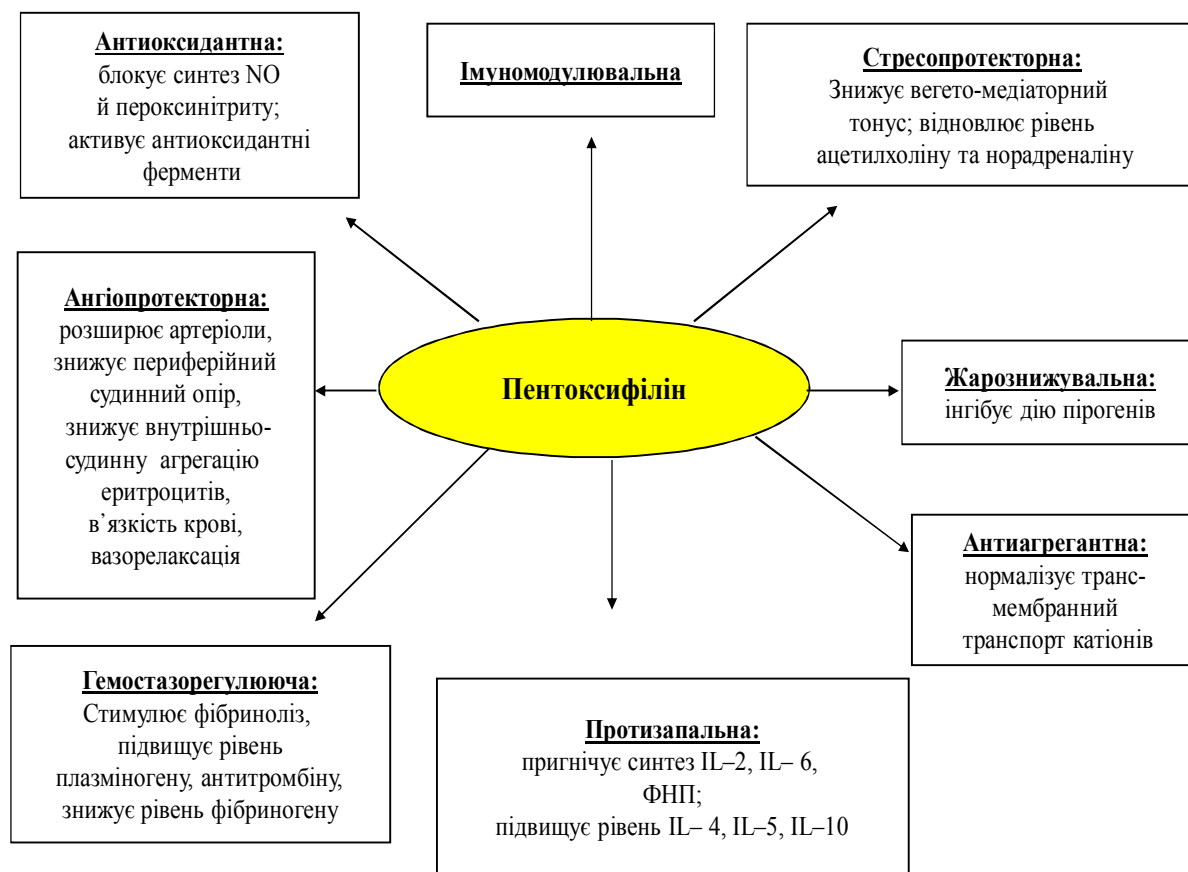 Антиоксидантна:
блокує синтез NO
й пероксинітриту;
активує антиоксидантні
ферменти
Імуномодулювальна
Стресопротекторна:
Знижує вегето-медіаторний
тонус; відновлює рівень
ацетилхоліну та норадреналіну
Ангіопротекторна:
розширює артеріоли,
знижує периферійний
судинний опір,
знижує внутрішньо-
судинну агрегацію
еритроцитів,
в’язкість крові,
вазорелаксація
Пентоксифілін
Жарознижувальна:
інгібує дію пірогенів
Антиагрегантна:
нормалізує транс-
мембранний
транспорт катіонів
Гемостазорегулююча:
Стимулює фібриноліз,
підвищує рівень
плазміногену, антитромбіну,
знижує рівень фібриногену
Протизапальна:
пригнічує синтез IL–2, IL– 6,
ФНП;
підвищує рівень IL– 4, IL–5, IL–10